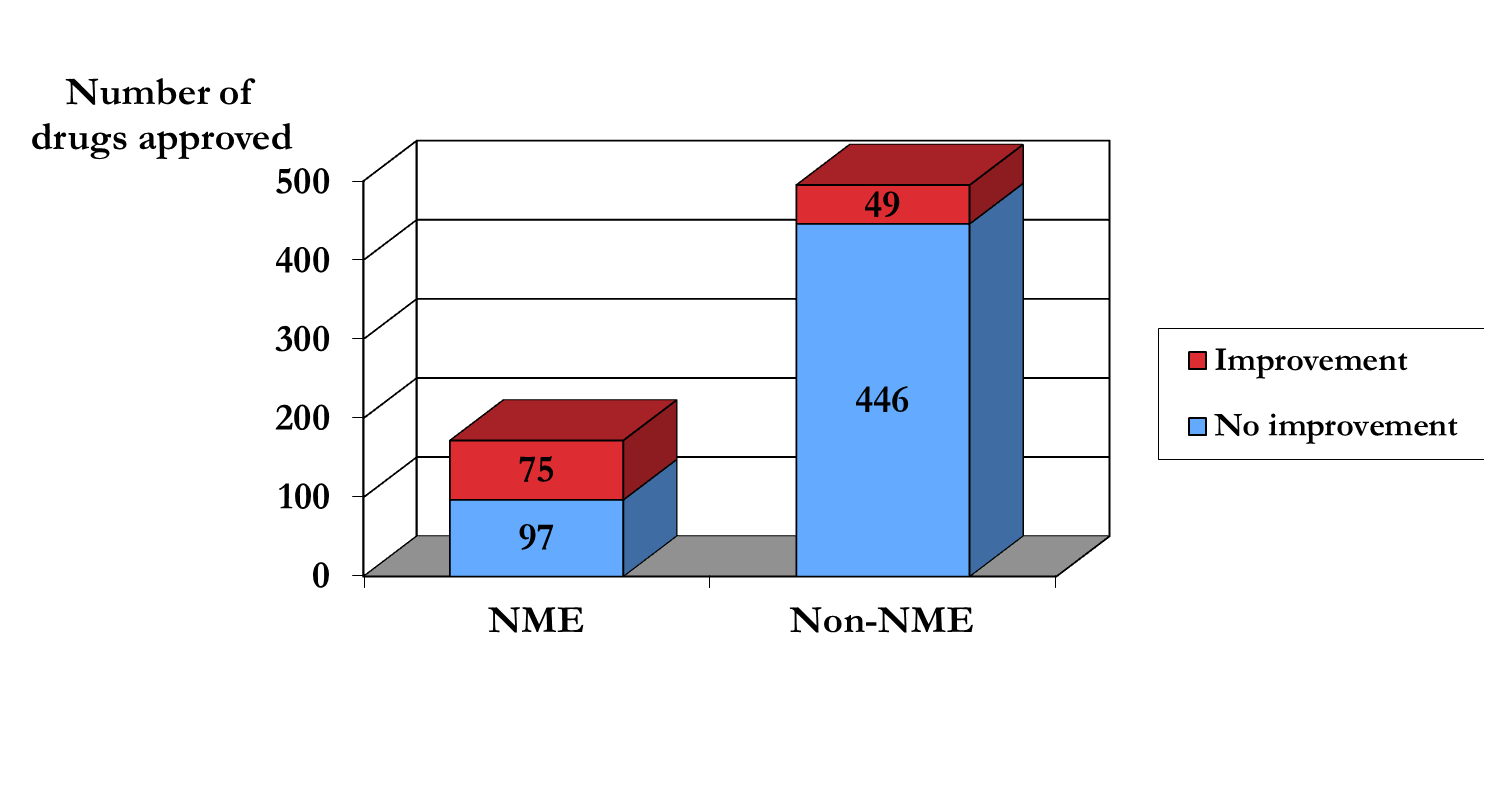 Number of
drugs approved
500
400
300
200
100
0
75
97
49
446
NME
Non-NME
Improvement
No improvement